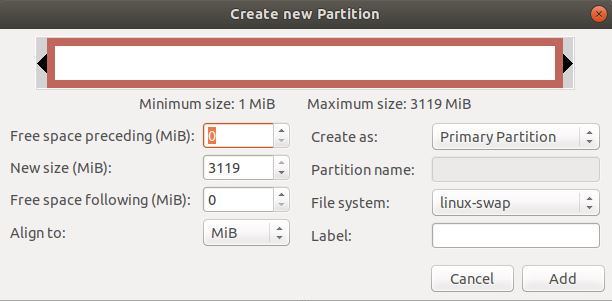 Create new Partition
Minimum size: 1 MiB Maximum size: 3119 MiB
Free space preceding (MiB): 0 Create as: Primary Partition
New size (MiB): 3119 Partition name:
Free space following (MiB): 0 File system: linux-swap
Align to: MiB Label:
Cancel Add